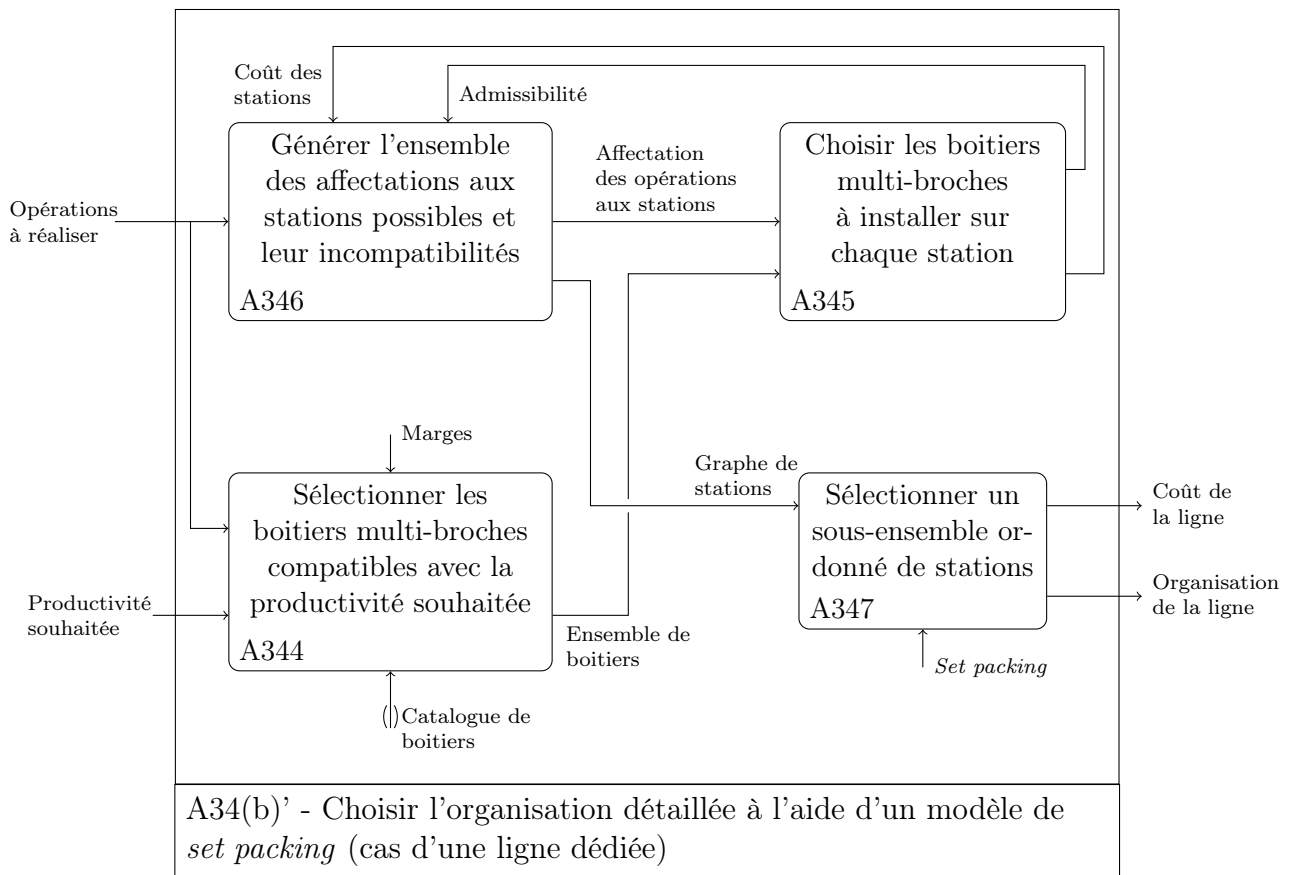 Coût des
stations
Admissibilité
Générer l'ensemble
des affectations aux
stations possibles et
leur incompatibilités
A346
Affectation
des opérations
aux stations
Choisir les boitiers
multi-broches
à installer sur
chaque station
A345
Opérations
à réaliser
Marges
Sélectionner les
boitiers multi-broches
compatibles avec la
productivité souhaitée
A344
Graphe de
stations
Sélectionner un
sous-ensemble or-
donné de stations
A347
Coût de
la ligne
Organisation
de la ligne
Productivité
souhaitée
Ensemble de
boitiers
Set packing
()Catalogue de
boitiers
A34(b)' - Choisir l'organisation détaillée à l'aide d'un modèle de
set packing (cas d'une ligne dédiée)